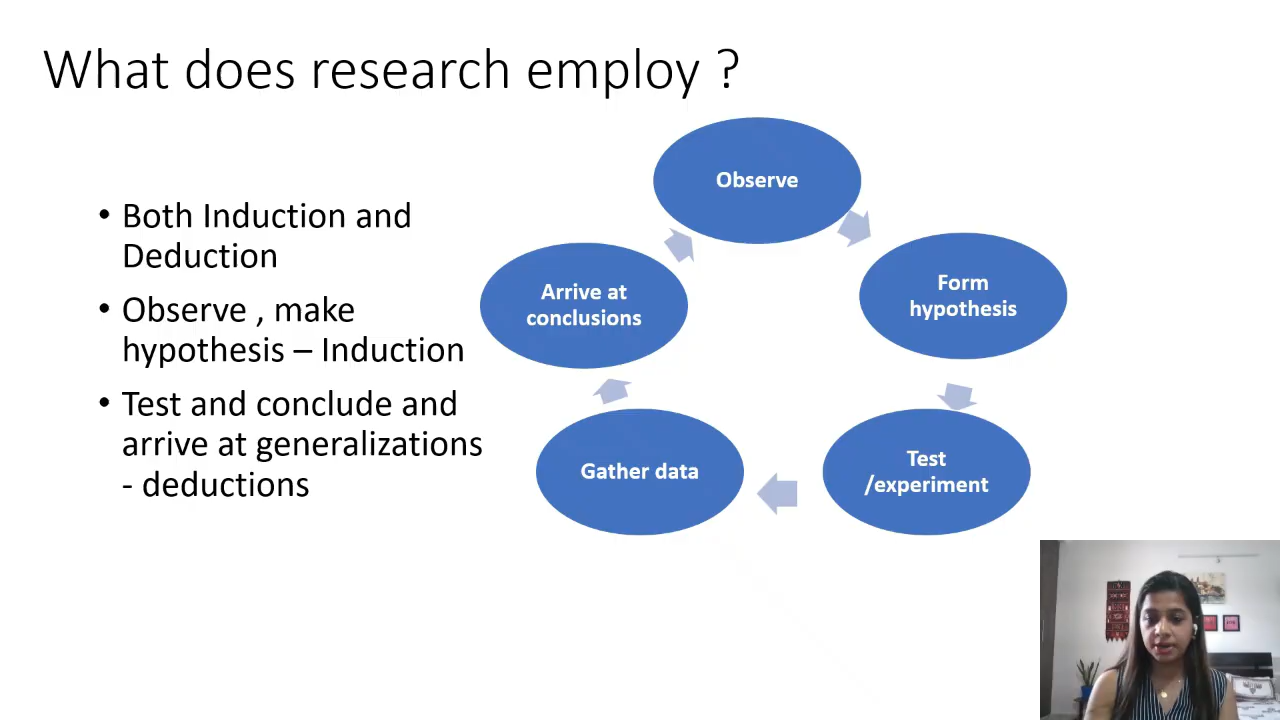 What does research employ ?
• Both Induction and
Deduction
• Observe , make
hypothesis – Induction
• Test and conclude and
arrive at generalizations
- deductions
Observe
Form
hypothesis
Test
/experiment
Gather data
Arrive at
conclusions